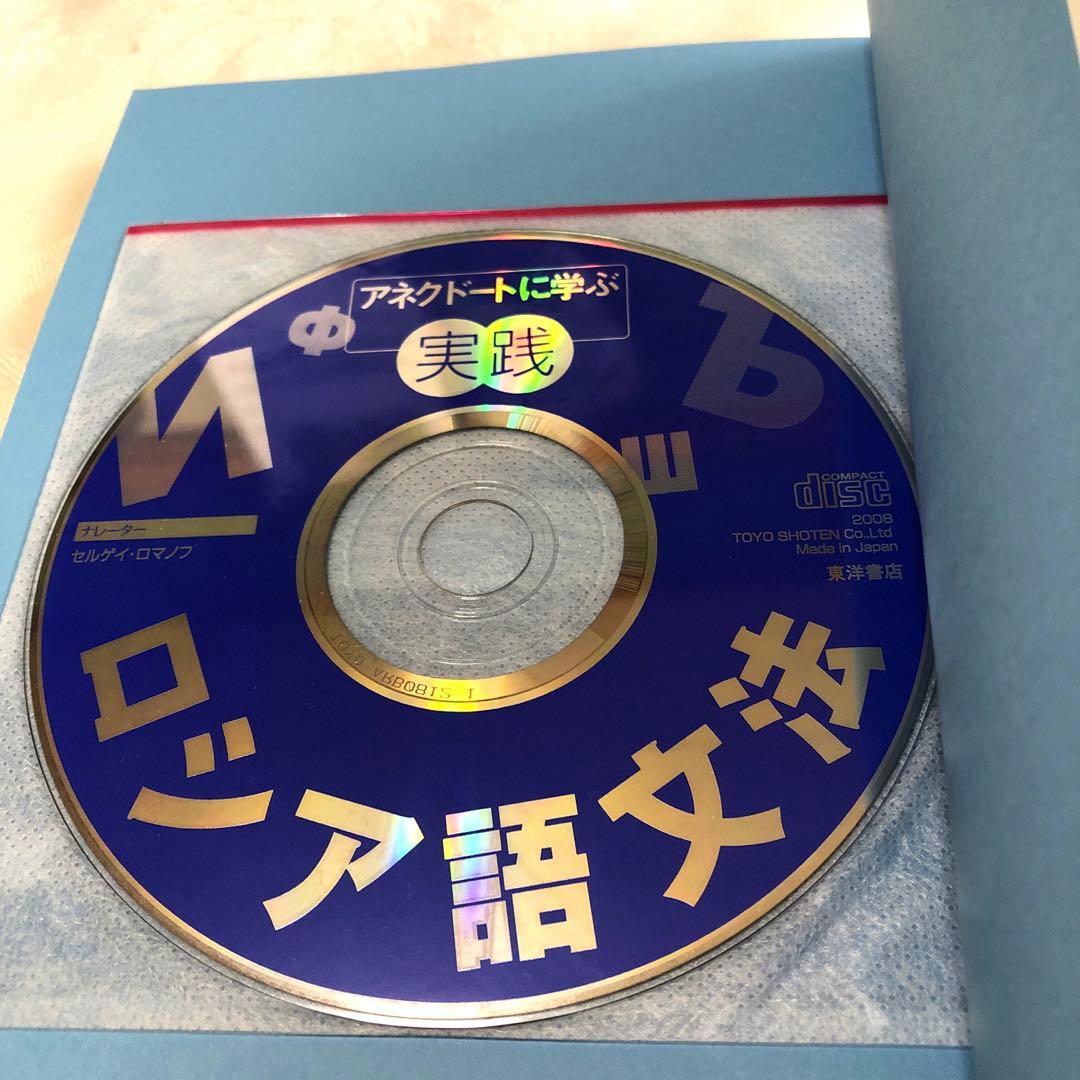 アネクドートに学ぶ
実践
Ф
И
Ъ
Ш
COMPACT
disc
2008
TOYO SHOTEN Co.,Ltd
Made in Japan
東洋書店
ナレーター
セルゲイ・ロマノフ
ロシア語文法